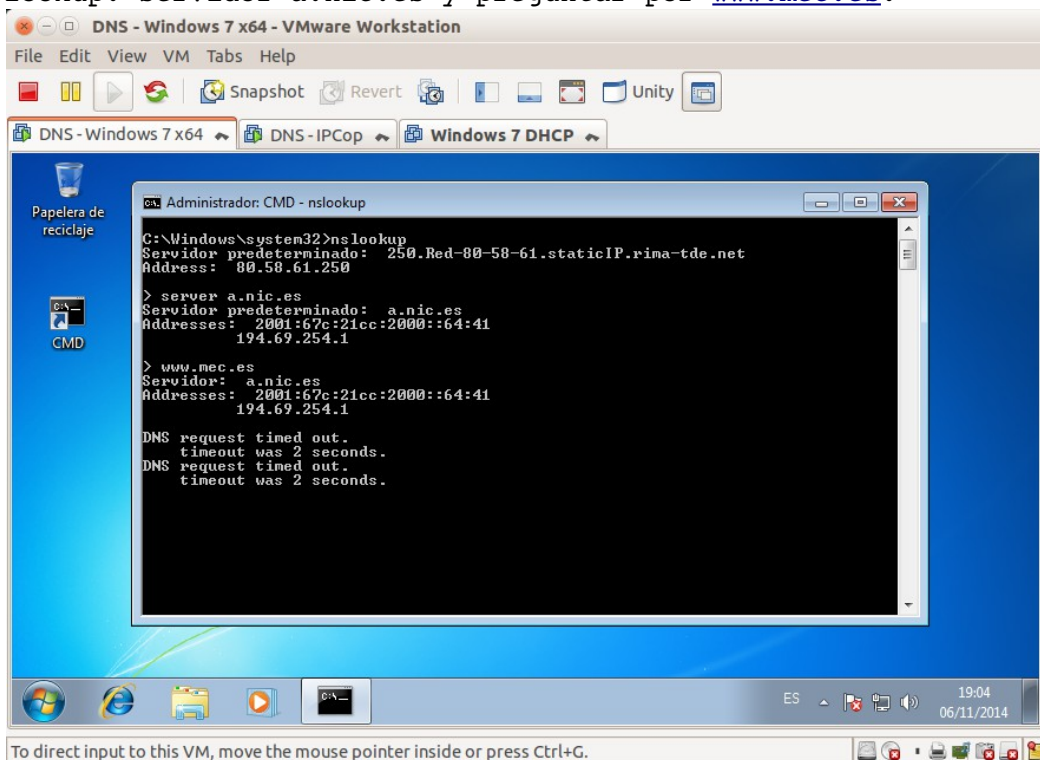 DNS - Windows 7 x64 - VMware Workstation
File Edit View VM Tabs Help
Snapshot Revert Unity
DNS - Windows 7 x64 DNS - IPCop Windows 7 DHCP
Papelera de
reciclaje
CMD
Administrador: CMD - nslookup
C:\Windows\system32>nslookup
Servidor predeterminado: 250.Red-80-58-61.staticIP.rima-tde.net
Address: 80.58.61.250
> server a.nic.es
Servidor predeterminado: a.nic.es
Addresses: 2001:67c:21cc:2000::64:41
194.69.254.1
> www.mec.es
Servidor: a.nic.es
Addresses: 2001:67c:21cc:2000::64:41
194.69.254.1
DNS request timed out.
timeout was 2 seconds.
DNS request timed out.
timeout was 2 seconds.
ES 19:04
06/11/2014
To direct input to this VM, move the mouse pointer inside or press Ctrl+G.